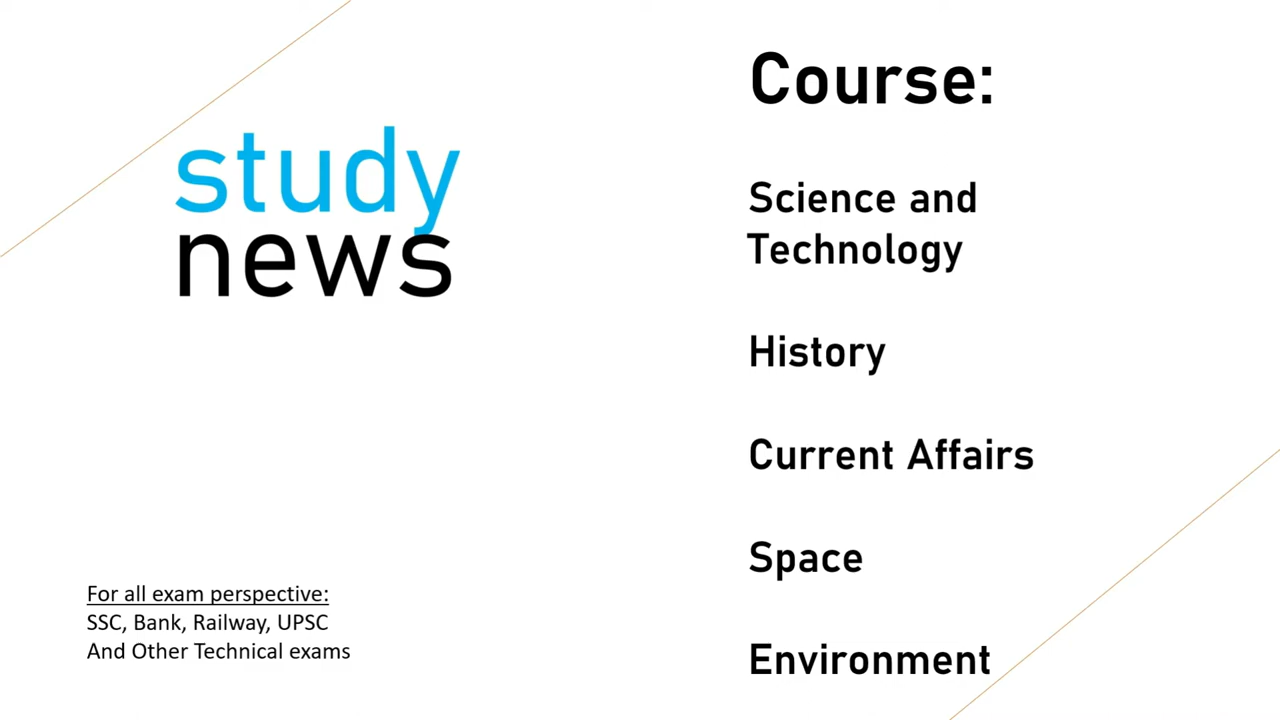 study
news
For all exam perspective:
SSC, Bank, Railway, UPSC
And Other Technical exams
Course:
Science and
Technology
History
Current Affairs
Space
Environment